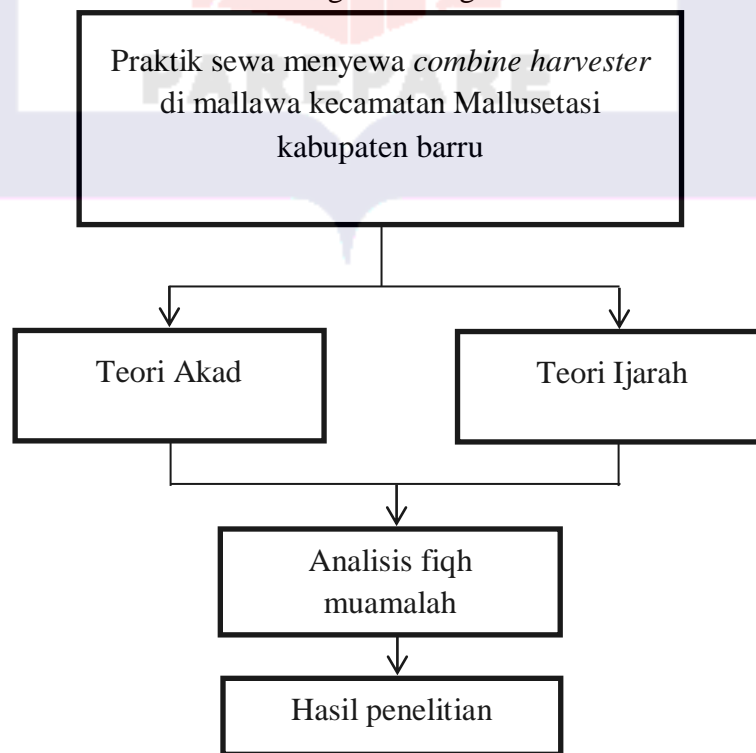 Praktik sewa menyewa combine harvester
di mallawa kecamatan Mallusetasi
kabupaten barru
PAREPARE
Teori Akad
Teori Ijarah
Analisis fiqh
muamalah
Hasil penelitian